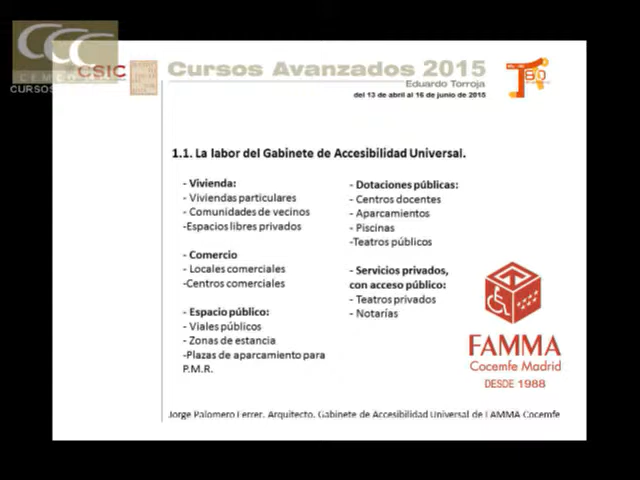 CCC
CEMCO
CURSOS
CSIC
Cursos Avanzados 2015
Eduardo Torroja
del 13 de abril al 16 de junio de 2015
80
1.1. La labor del Gabinete de Accesibilidad Universal.
- Vivienda:
- Viviendas particulares
- Comunidades de vecinos
-Espacios libres privados
- Comercio
- Locales comerciales
-Centros comerciales
- Espacio público:
- Viales públicos
- Zonas de estancia
-Plazas de aparcamiento para
P.M.R.
- Dotaciones públicas:
- Centros docentes
- Aparcamientos
- Piscinas
-Teatros públicos
- Servicios privados,
con acceso público:
- Teatros privados
- Notarías
FAMMA
Cocemfe Madrid
DESDE 1988
Jorge Palomero Ferrer. Arquitecto. Gabinete de Accesibilidad Universal de FAMMA Cocemfe